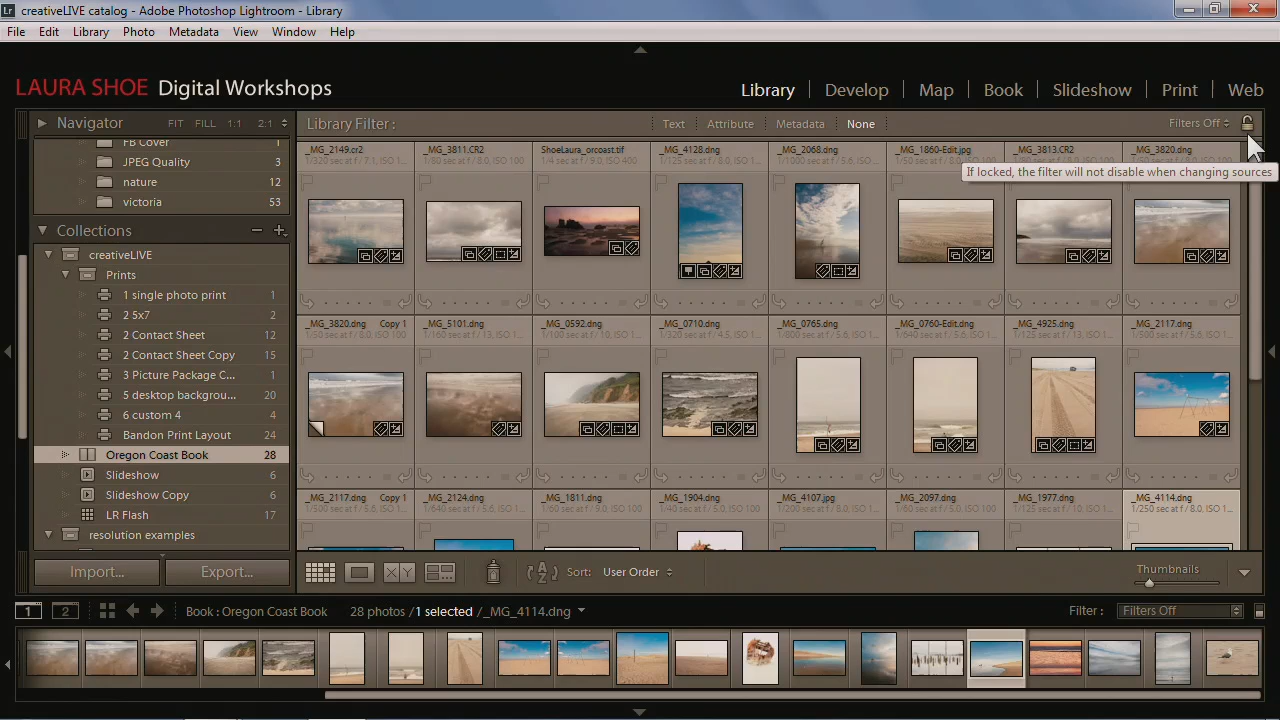 Lr creativeLIVE catalog - Adobe Photoshop Lightroom - Library
File Edit Library Photo Metadata View Window Help
LAURA SHOE Digital Workshops
Library Develop Map Book Slideshow Print Web
Navigator FIT FILL 1:1 2:1
Library Filter : Text Attribute Metadata None Filters Off
FB Cover 1
JPEG Quality 3
nature 12
victoria 53
Collections
creativeLIVE
Prints
1 single photo print 1
2 5x7 2
2 Contact Sheet 12
2 Contact Sheet Copy 15
3 Picture Package C... 1
5 desktop backgrou... 20
6 custom 4 4
Bandon Print Layout 24
Oregon Coast Book 28
Slideshow 6
Slideshow Copy 6
LR Flash 17
resolution examples
Import... Export...
_MG_2149.cr2 _MG_3811.CR2 ShoeLaura_orcoast.tif _MG_4128.dng _MG_2068.dng _MG_1860-Edit.jpg _MG_3813.CR2 _MG_3820.dng
If locked, the filter will not disable when changing sources
_MG_3820.dng Copy 1 _MG_5101.dng _MG_0592.dng _MG_0710.dng _MG_0765.dng _MG_0760-Edit.dng _MG_4925.dng _MG_2117.dng
_MG_2117.dng Copy 1 _MG_2124.dng _MG_1811.dng _MG_1904.dng _MG_4107.jpg _MG_2097.dng _MG_1977.dng _MG_4114.dng
XY Sort: User Order Thumbnails
1 2 Book : Oregon Coast Book 28 photos / 1 selected / _MG_4114.dng Filter : Filters Off